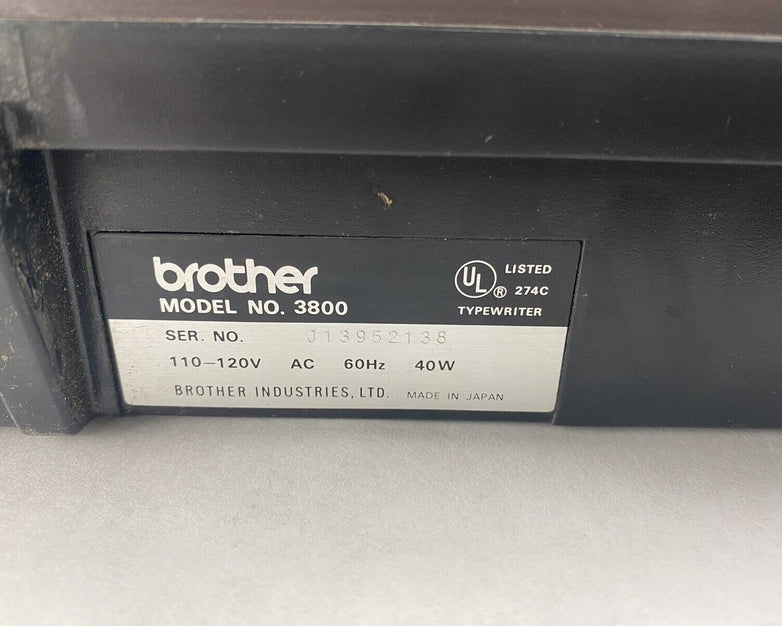 brother
MODEL NO. 3800
UL ® LISTED
274C
TYPEWRITER
SER. NO. J13952138
110–120V AC 60Hz 40W
BROTHER INDUSTRIES, LTD. MADE IN JAPAN